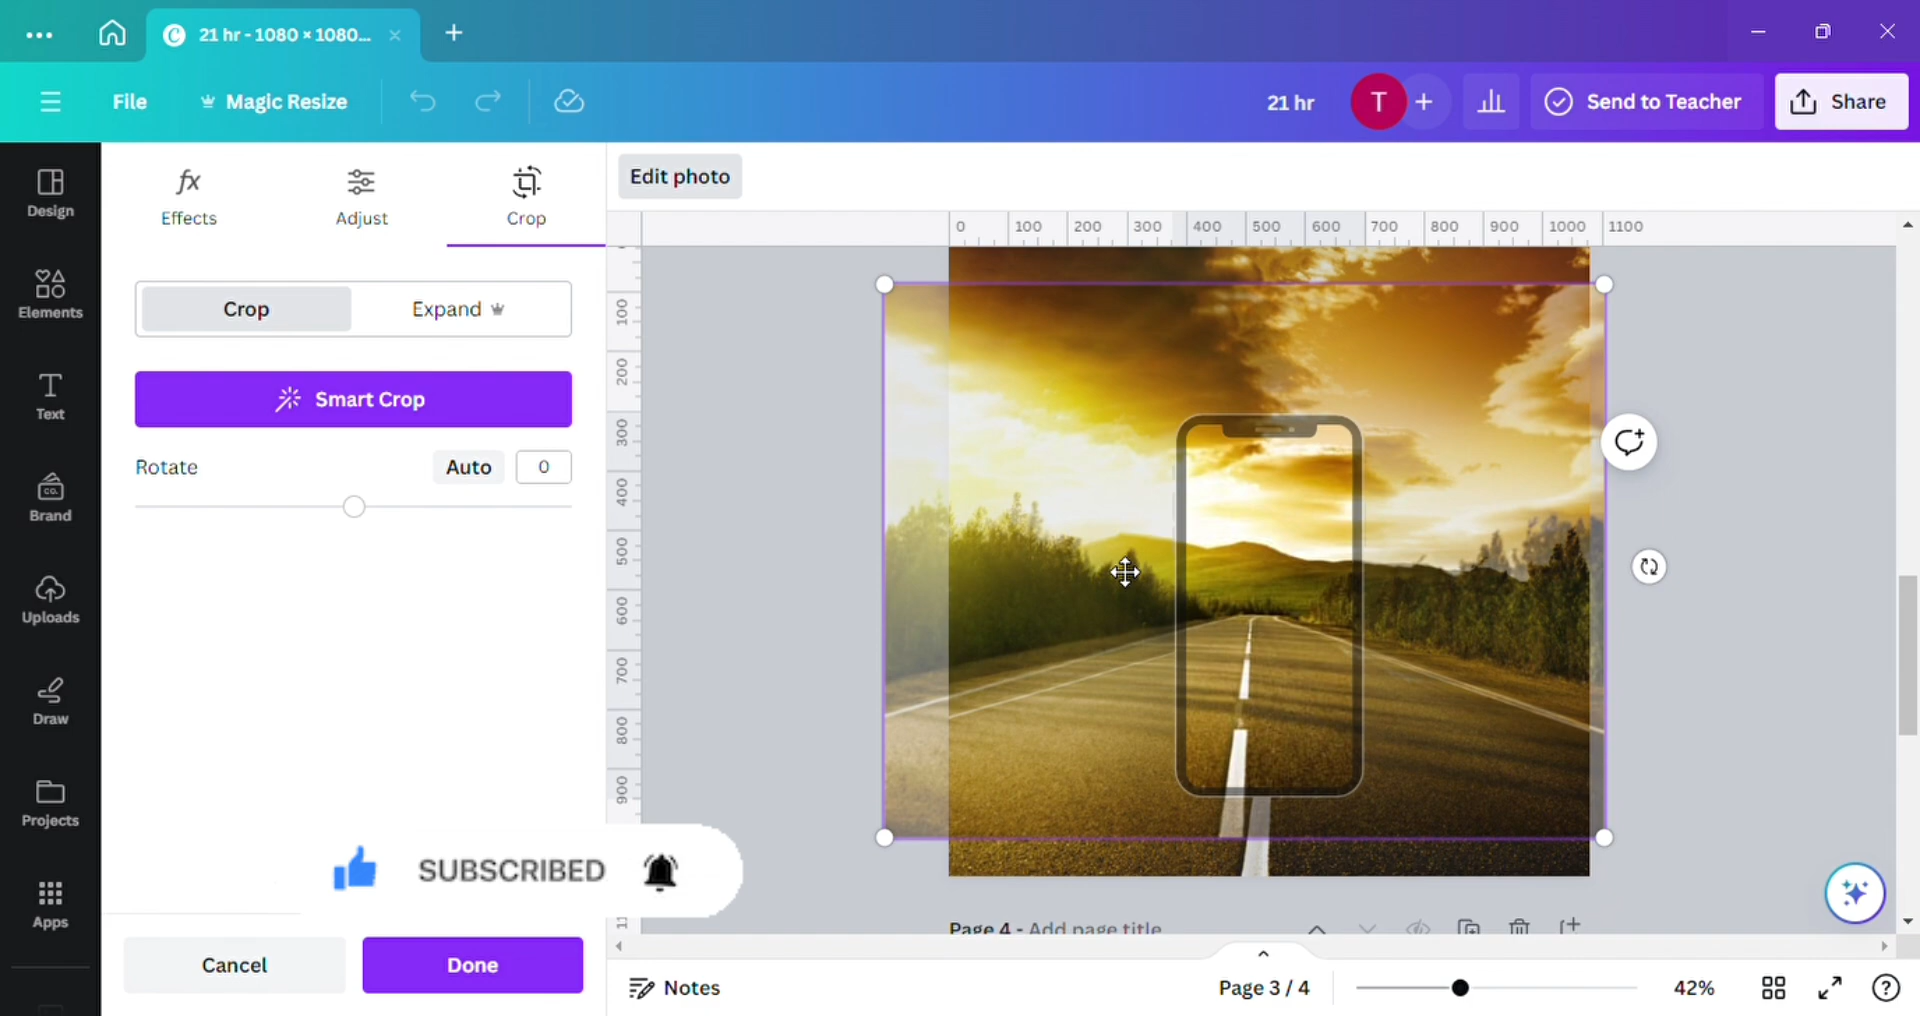 21 hr - 1080 × 1080...
File
Magic Resize
21 hr
T
Send to Teacher
Share
Design
Elements
Text
Brand
Uploads
Draw
Projects
Apps
Effects
Adjust
Crop
Crop
Expand
Smart Crop
Rotate
Auto
0
SUBSCRIBED
Cancel
Done
Edit photo
0 100 200 300 400 500 600 700 800 900 1000 1100
100
200
300
400
500
600
700
800
900
Page 4 - Add page title
Notes
Page 3 / 4
42%